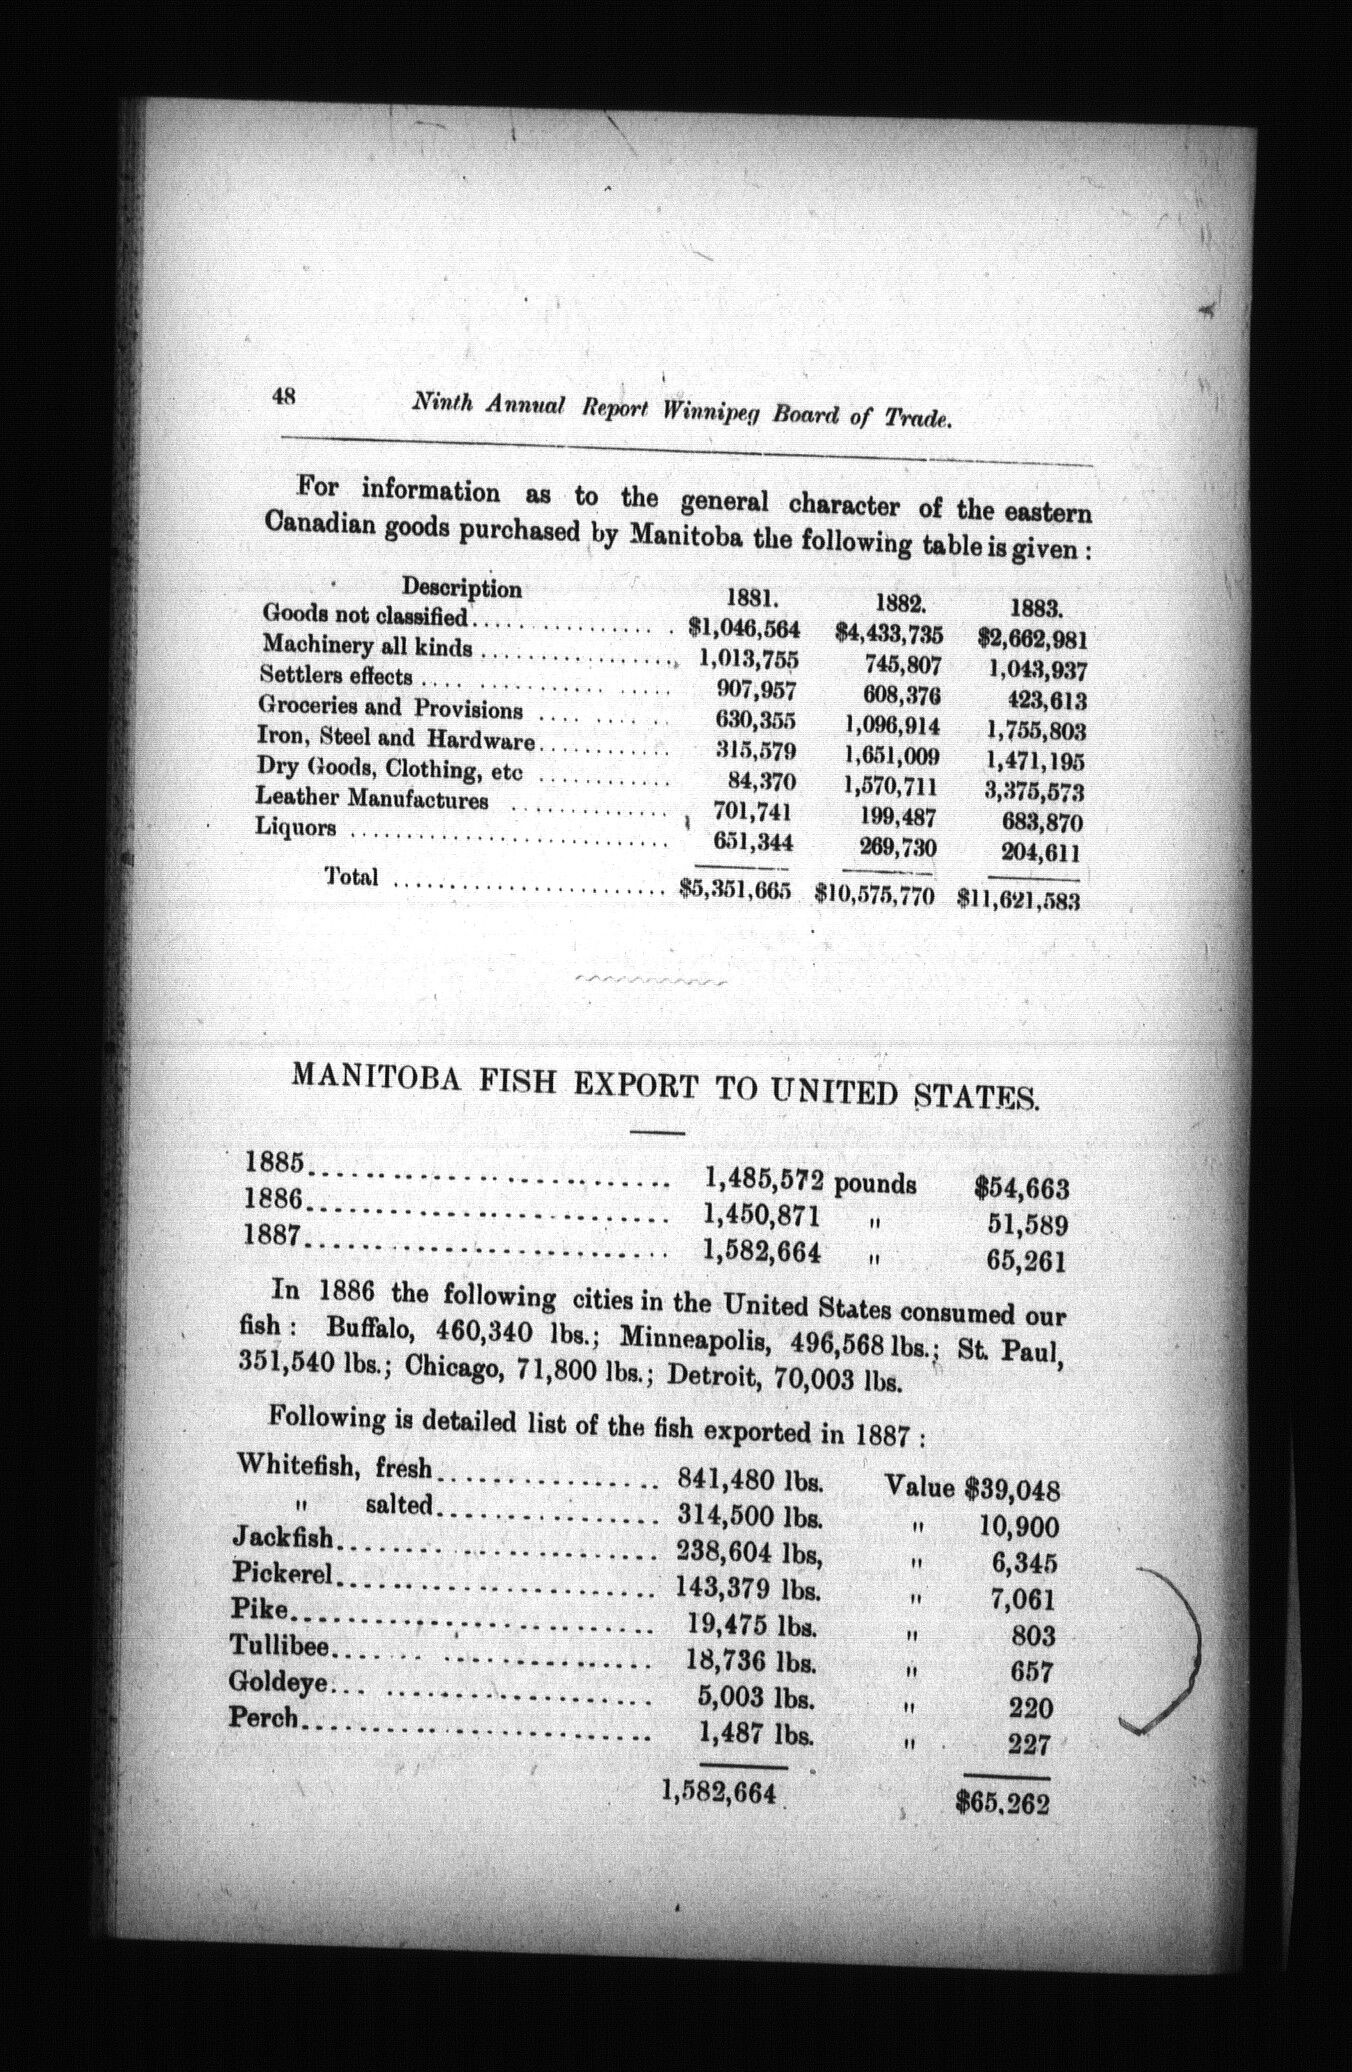 48 Ninth Annual Report Winnipeg Board of Trade.
For information as to the general character of the eastern
Canadian goods purchased by Manitoba the following table is given :
Description 1881. 1882. 1883.
Goods not classified................ $1,046,564 $4,433,735 $2,662,981
Machinery all kinds................. 1,013,755 745,807 1,043,937
Settlers effects.................... 907,957 608,376 423,613
Groceries and Provisions ........... 630,355 1,096,914 1,755,803
Iron, Steel and Hardware............ 315,579 1,651,009 1,471,195
Dry Goods, Clothing, etc ............ 84,370 1,570,711 3,375,573
Leather Manufactures .............. 701,741 199,487 683,870
Liquors ............................ 651,344 269,730 204,611
Total ........................ $5,351,665 $10,575,770 $11,621,583
MANITOBA FISH EXPORT TO UNITED STATES.
1885.......................... 1,485,572 pounds $54,663
1886.......................... 1,450,871 " 51,589
1887.......................... 1,582,664 " 65,261
In 1886 the following cities in the United States consumed our
fish : Buffalo, 460,340 lbs.; Minneapolis, 496,568 lbs.; St. Paul,
351,540 lbs.; Chicago, 71,800 lbs.; Detroit, 70,003 lbs.
Following is detailed list of the fish exported in 1887 :
Whitefish, fresh................ 841,480 lbs. Value $39,048
" salted................ 314,500 lbs. " 10,900
Jackfish....................... 238,604 lbs, " 6,345
Pickerel....................... 143,379 lbs. " 7,061
Pike.......................... 19,475 lbs. " 803
Tullibee....................... 18,736 lbs. " 657
Goldeye....................... 5,003 lbs. " 220
Perch......................... 1,487 lbs. " 227
1,582,664 $65.262